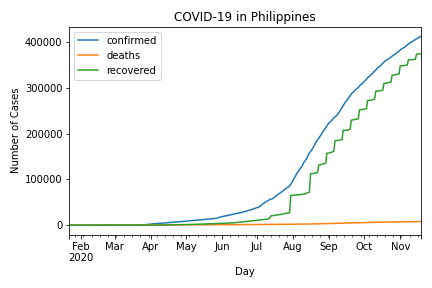 COVID-19 in Philippines
confirmed
deaths
recovered
Number of Cases
400000
300000
200000
100000
0
Feb Mar Apr May Jun Jul Aug Sep Oct Nov
2020
Day